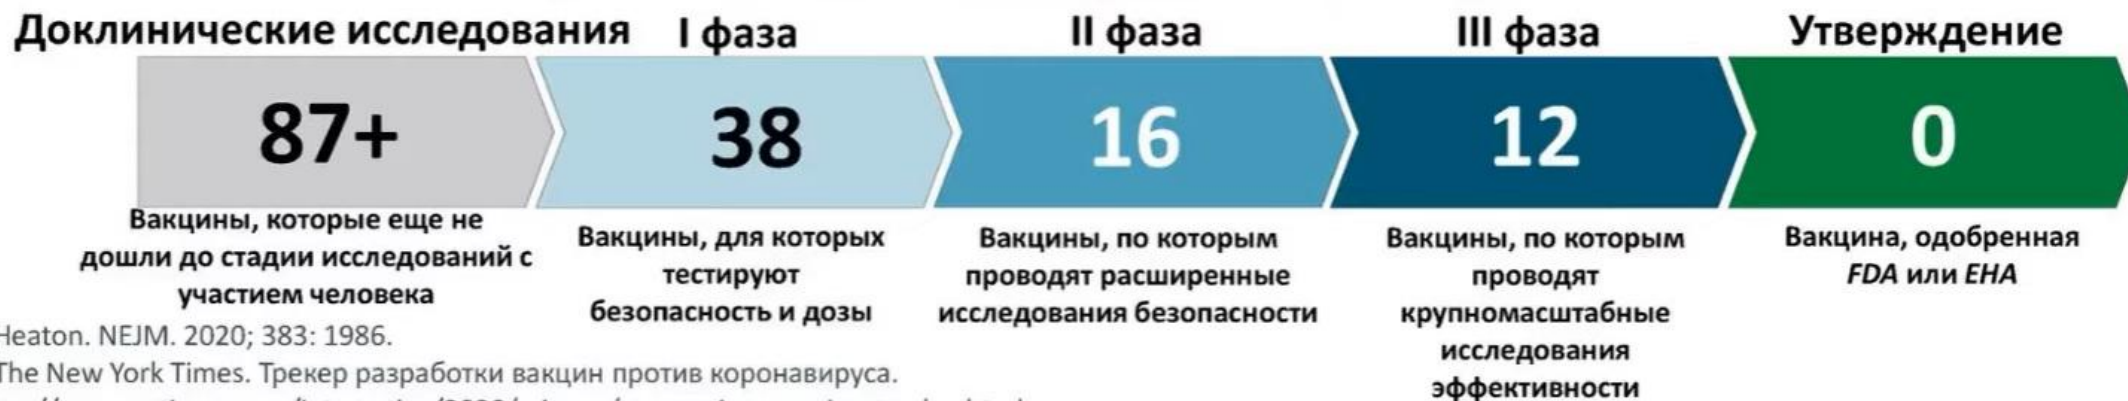 Доклинические исследования
I фаза
II фаза
III фаза
Утверждение
87+
38
16
12
0
Вакцины, которые еще не
дошли до стадии исследований с
участием человека
Вакцины, для которых
тестируют
безопасность и дозы
Вакцины, по которым
проводят расширенные
исследования безопасности
Вакцины, по которым
проводят
крупномасштабные
исследования
эффективности
Вакцина, одобренная
FDA или EHA
Heaton. NEJM. 2020; 383: 1986.
The New York Times. Трекер разработки вакцин против коронавируса.